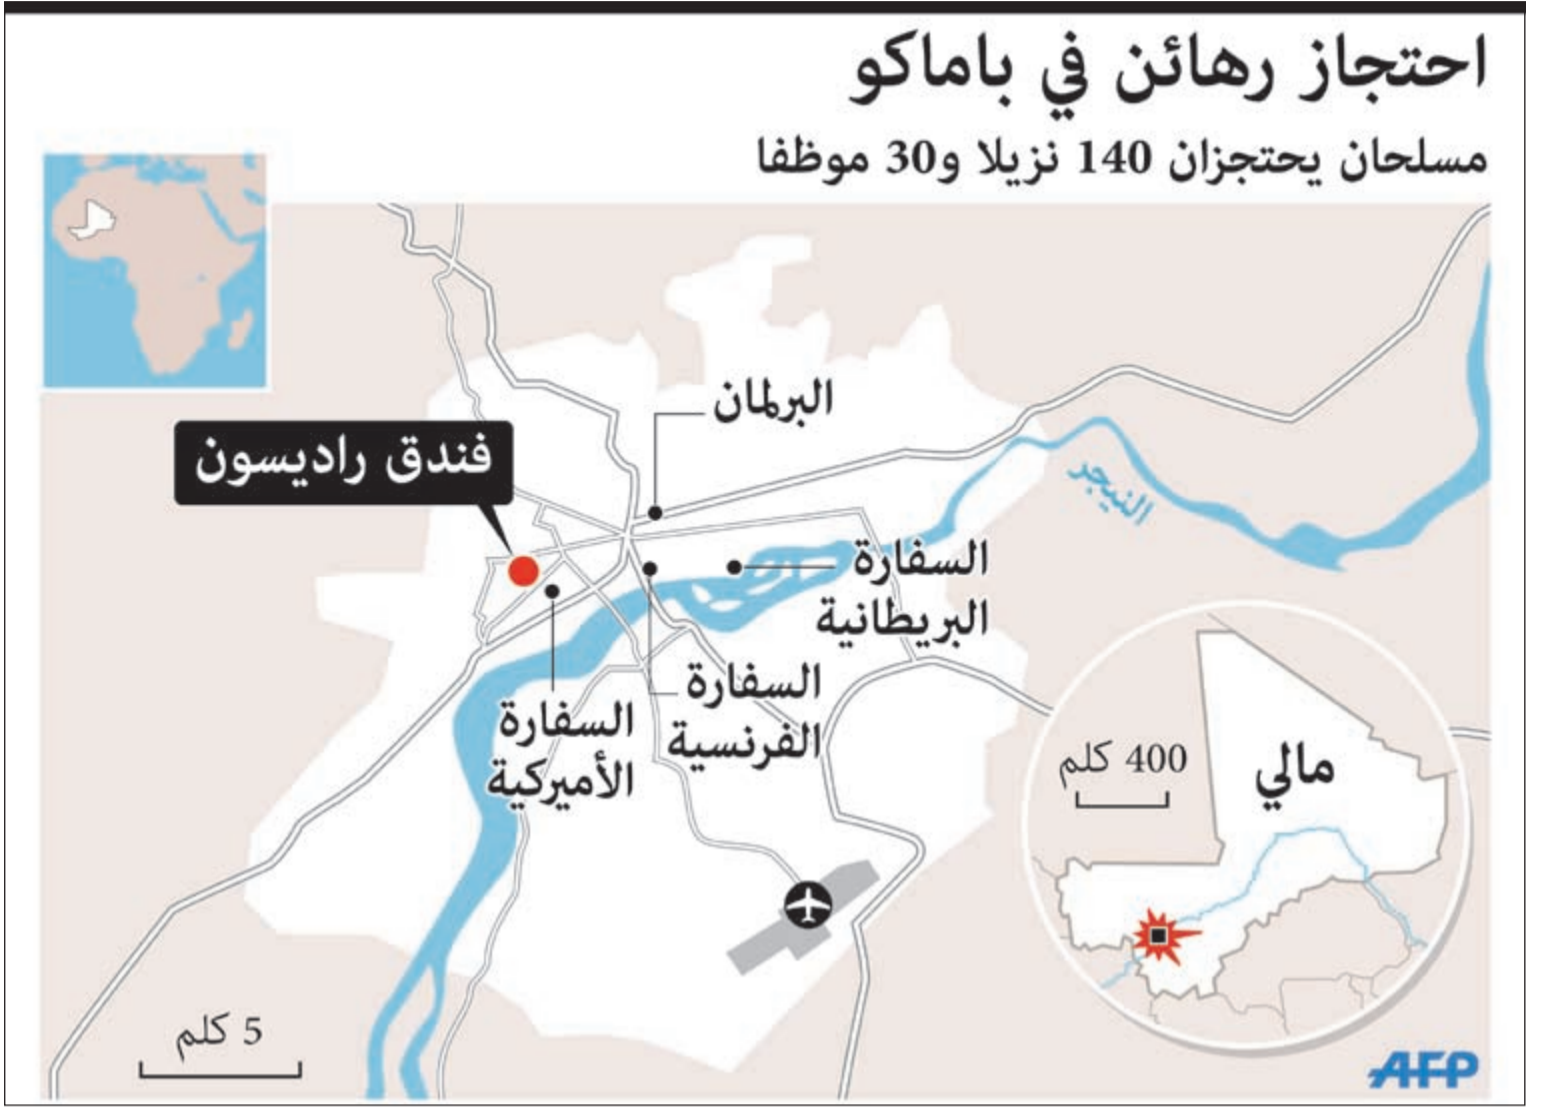 احتجاز رهائن في باماكو
مسلحان يحتجزان 140 نزيلا و30 موظفا
البرلمان
فندق راديسون
النيجر
السفارة
البريطانية
السفارة
الفرنسية
السفارة
الأميركية
400 كلم
مالي
5 كلم
AFP